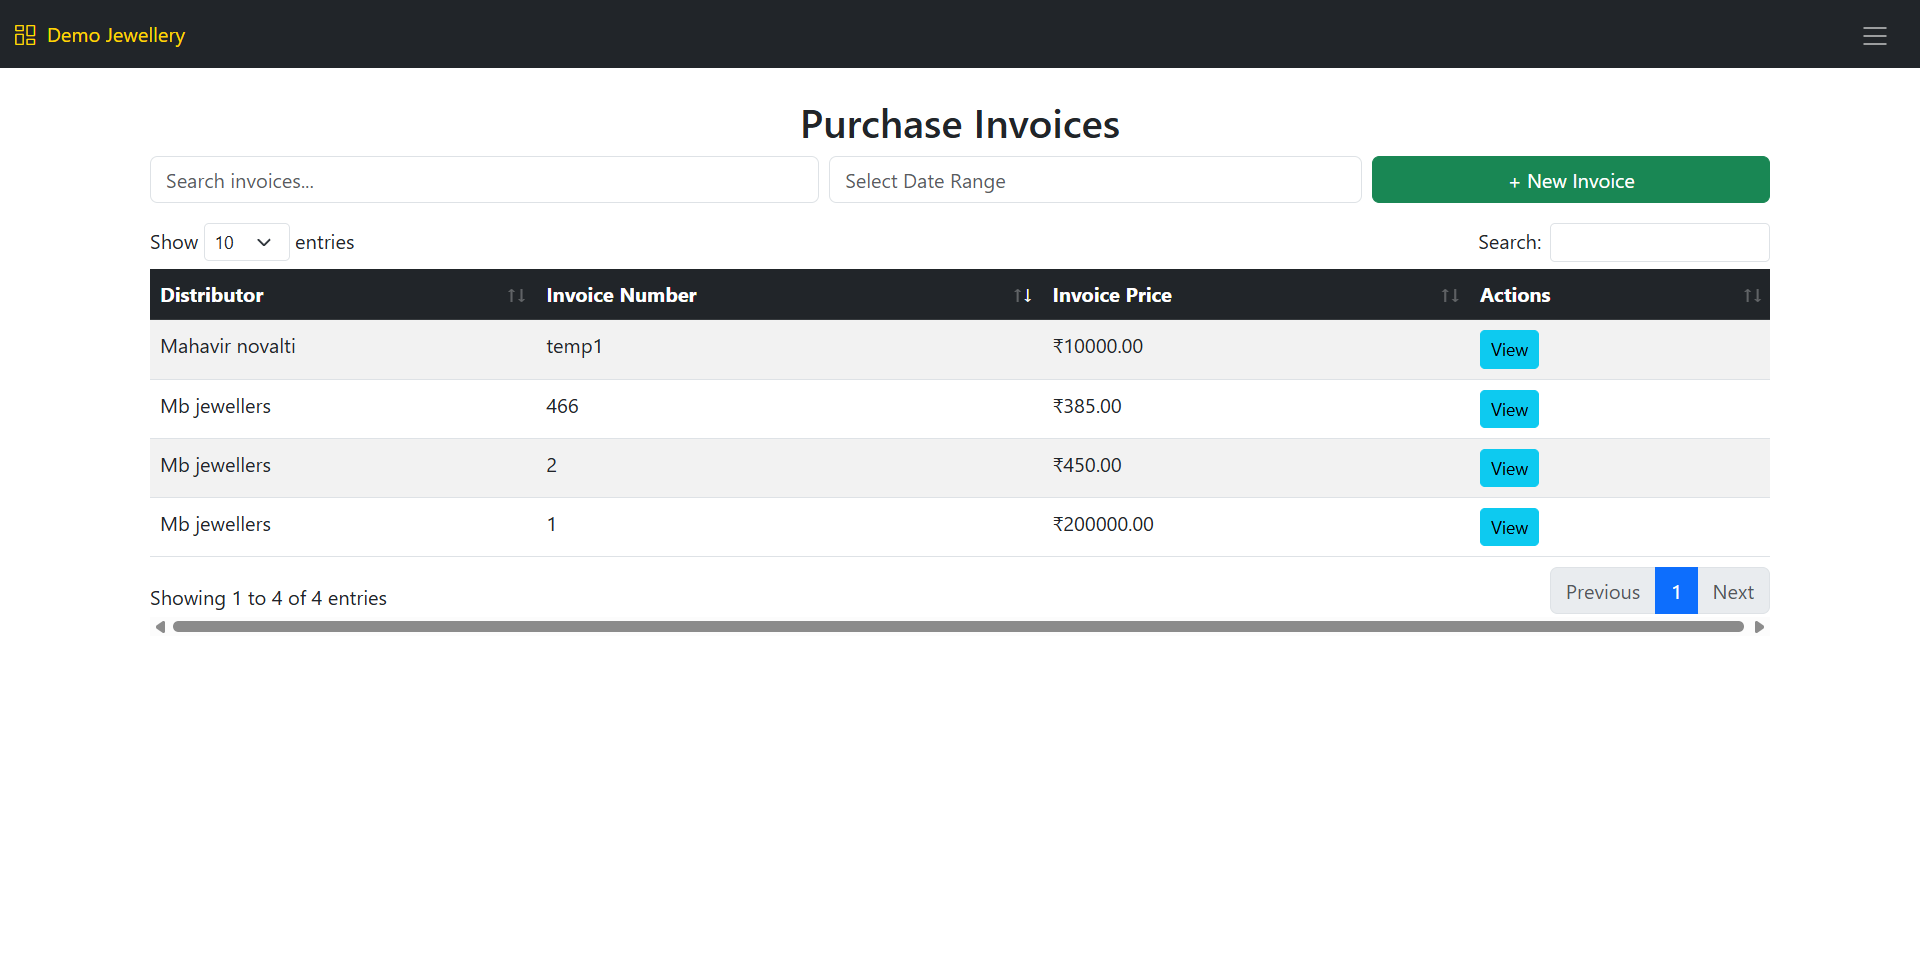 Demo Jewellery
Purchase Invoices
Search invoices...
Select Date Range
+ New Invoice
Show 10 entries
Search:
Distributor Invoice Number Invoice Price Actions
Mahavir novalti temp1 ₹10000.00 View
Mb jewellers 466 ₹385.00 View
Mb jewellers 2 ₹450.00 View
Mb jewellers 1 ₹200000.00 View
Showing 1 to 4 of 4 entries
Previous 1 Next